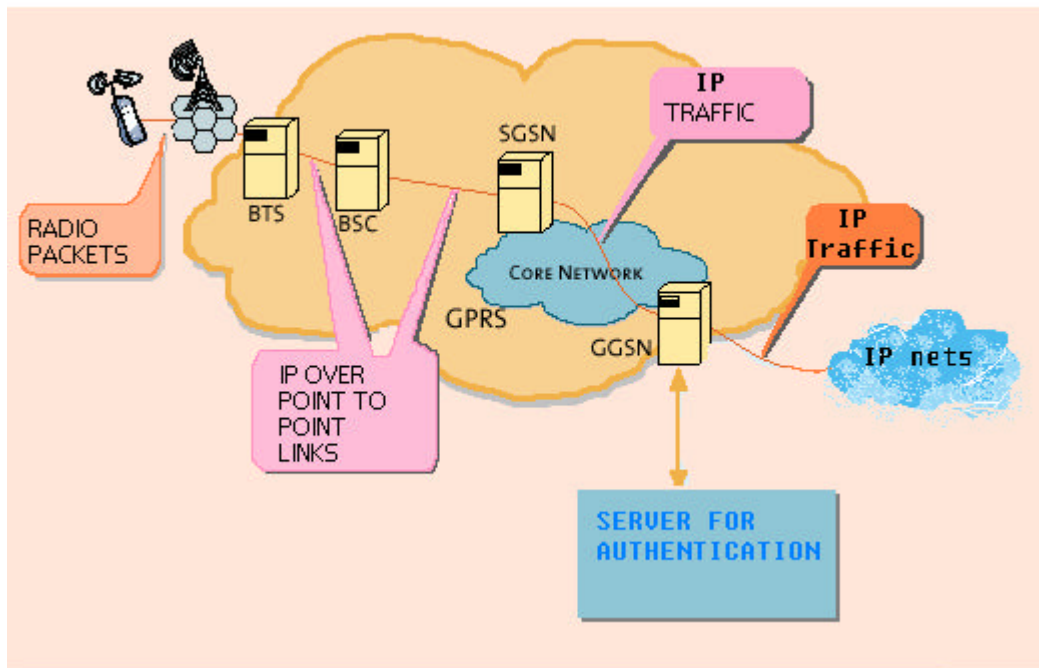 IP
TRAFFIC
SGSN
BTS
BSC
RADIO
PACKETS
IP
Traffic
CORE NETWORK
GPRS
GGSN
IP nets
IP OVER
POINT TO
POINT
LINKS
SERVER FOR
AUTHENTICATION